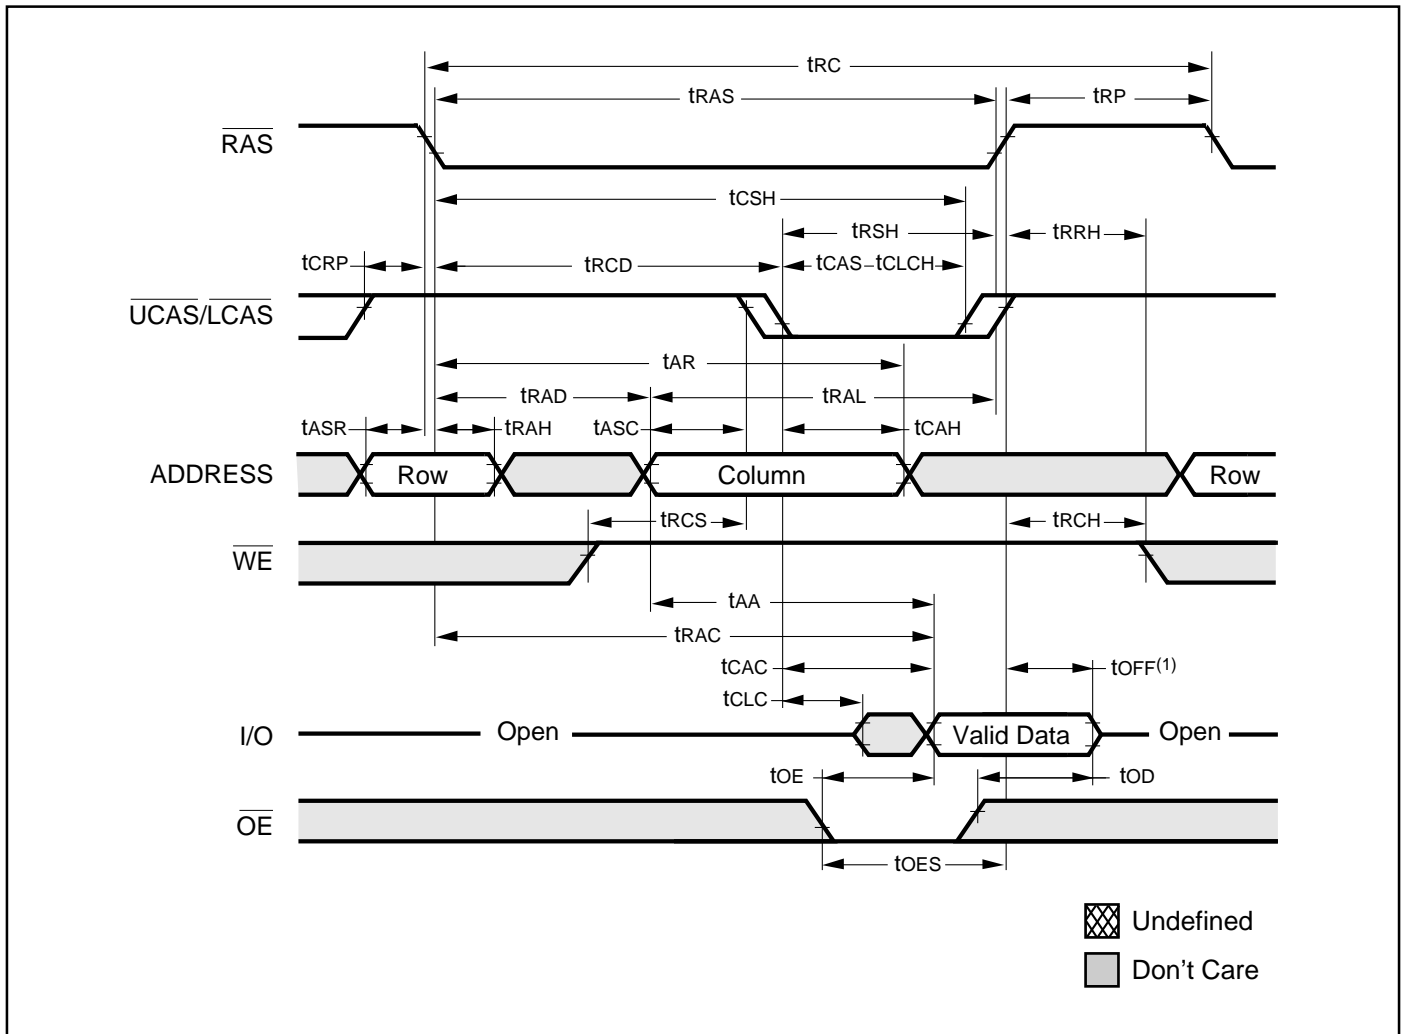 tRC
tRAS
tRP
RAS
tCSH
tRSH
tRRH
tCRP
tRCD
tCAS
tCLCH
UCAS/LCAS
tAR
tRAD
tRAL
tASR
tRAH
tASC
tCAH
ADDRESS
Row
Column
Row
tRCS
tRCH
WE
tAA
tRAC
tCAC
tOFF(1)
tCLC
I/O
Open
Valid Data
Open
tOE
tOD
OE
tOES
Undefined
Don't Care